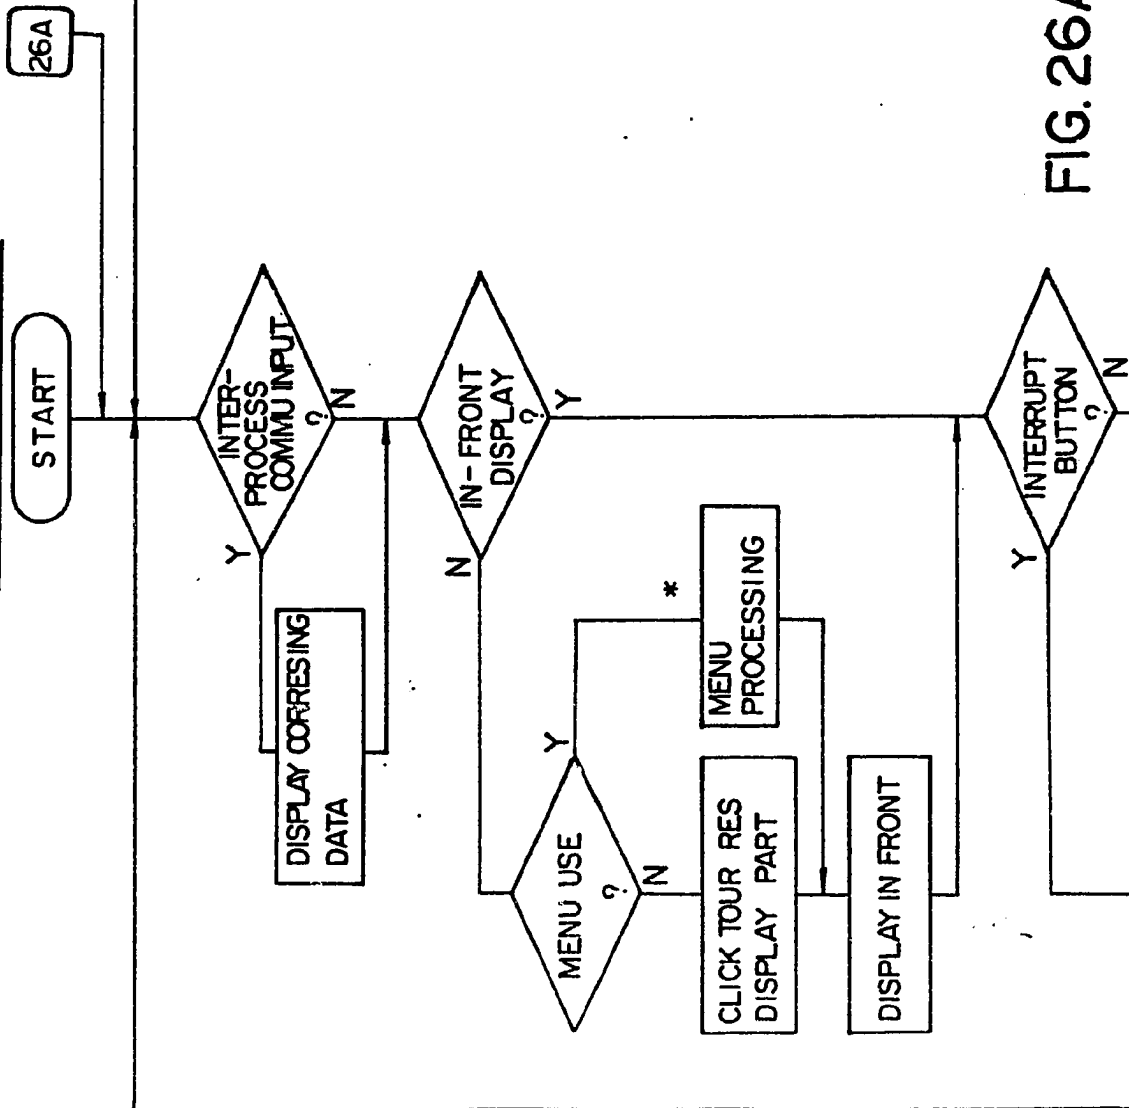 26A
START
INTER-
PROCESS
COMMU INPUT
?
Y
N
DISPLAY CORRESING
DATA
IN-FRONT
DISPLAY
?
N
Y
MENU USE
?
Y
N
*
MENU
PROCESSING
CLICK TOUR RES
DISPLAY PART
DISPLAY IN FRONT
INTERRUPT
BUTTON
?
Y
N
FIG. 26A